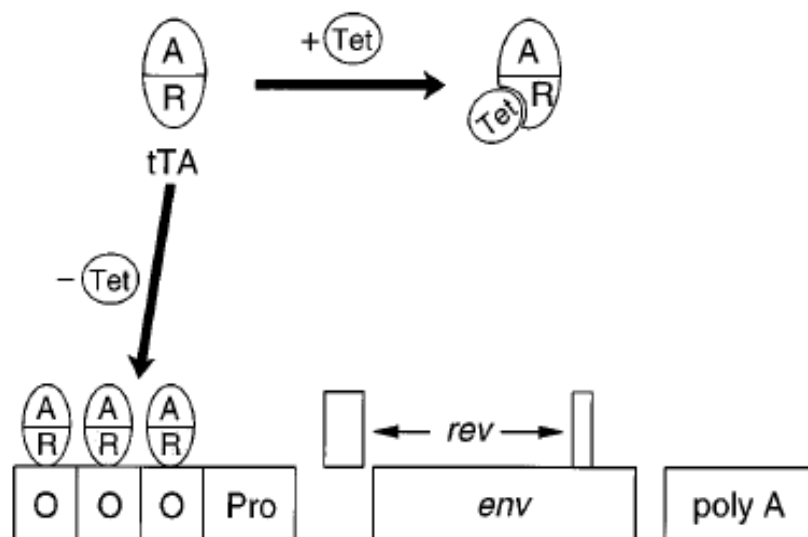 A + Tet A
R Tet R
tTA
– Tet
A A A
R R R rev
O O O Pro env poly A